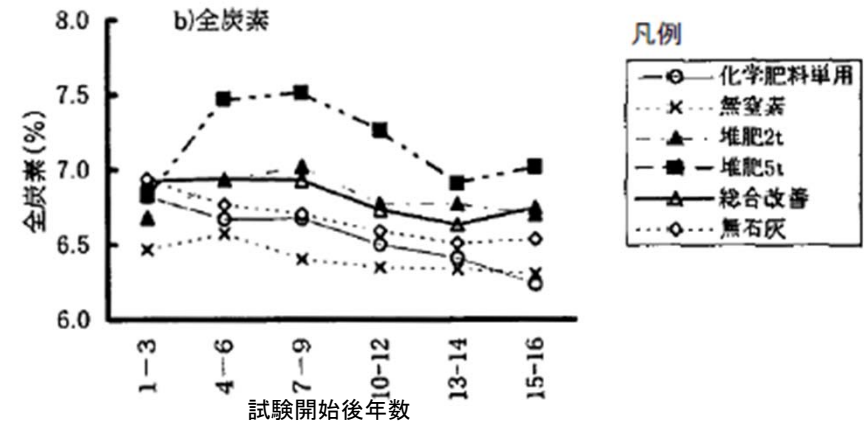 b)全炭素
全炭素(%)
8.0
7.5
7.0
6.5
6.0
1－3
4－6
7－9
10-12
13-14
15-16
試験開始後年数
凡例
化学肥料単用
無窒素
堆肥2t
堆肥5t
総合改善
無石灰